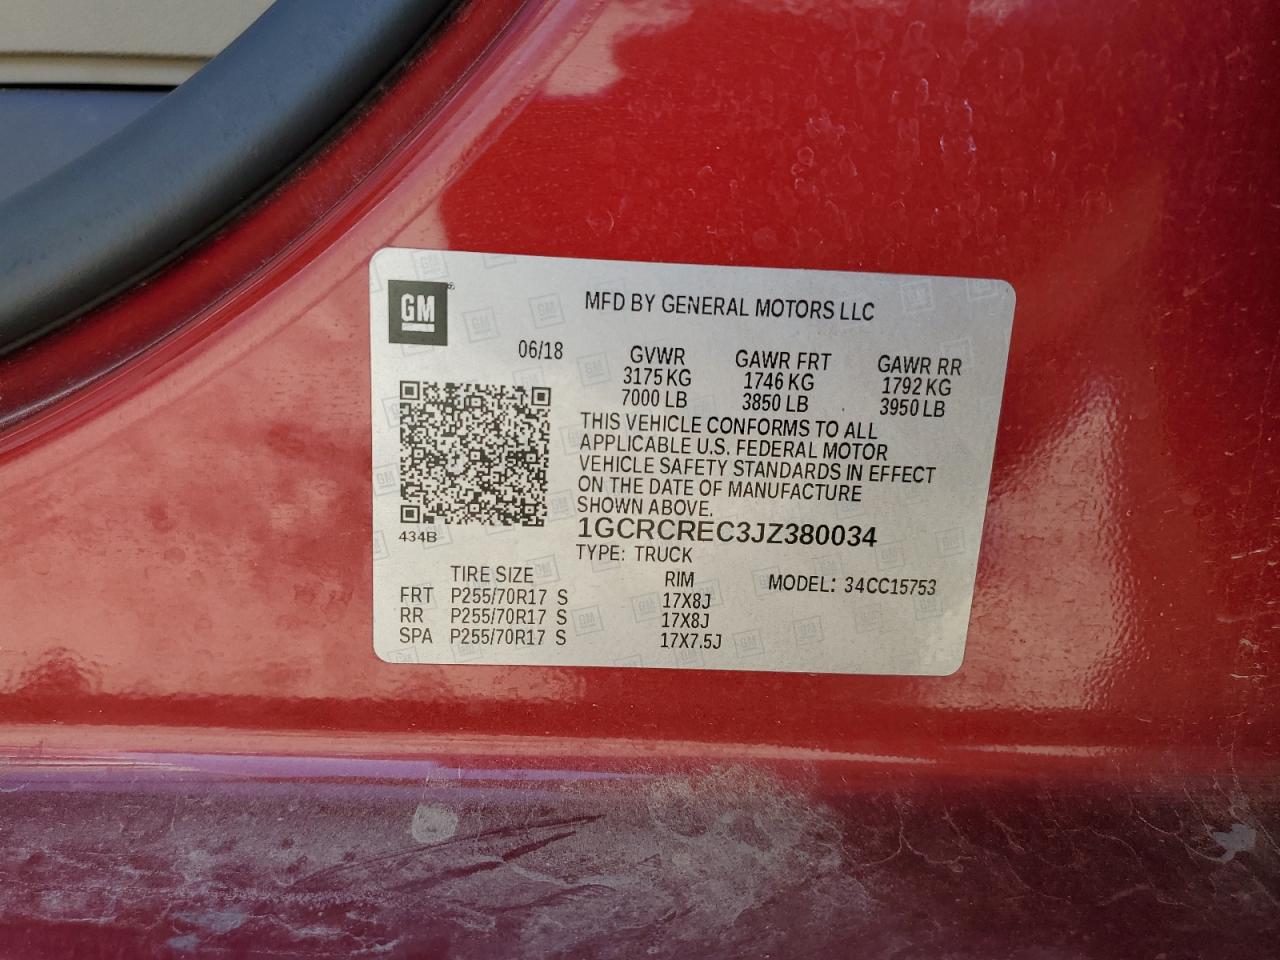 GM
MFD BY GENERAL MOTORS LLC
06/18 GVWR GAWR FRT GAWR RR
3175 KG 1746 KG 1792 KG
7000 LB 3850 LB 3950 LB
THIS VEHICLE CONFORMS TO ALL
APPLICABLE U.S. FEDERAL MOTOR
VEHICLE SAFETY STANDARDS IN EFFECT
ON THE DATE OF MANUFACTURE
SHOWN ABOVE.
434B
1GCRCREC3JZ380034
TYPE: TRUCK
TIRE SIZE RIM MODEL: 34CC15753
FRT P255/70R17 S 17X8J
RR P255/70R17 S 17X8J
SPA P255/70R17 S 17X7.5J